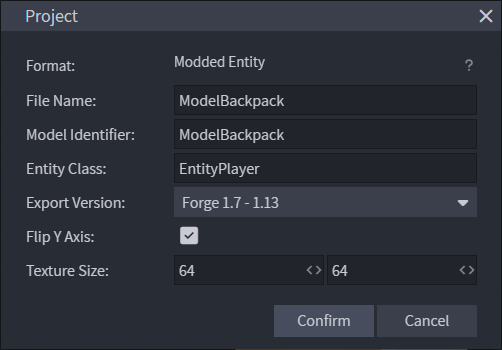 Project
Format: Modded Entity ?
File Name: ModelBackpack
Model Identifier: ModelBackpack
Entity Class: EntityPlayer
Export Version: Forge 1.7 - 1.13
Flip Y Axis:
Texture Size: 64 64
Confirm Cancel